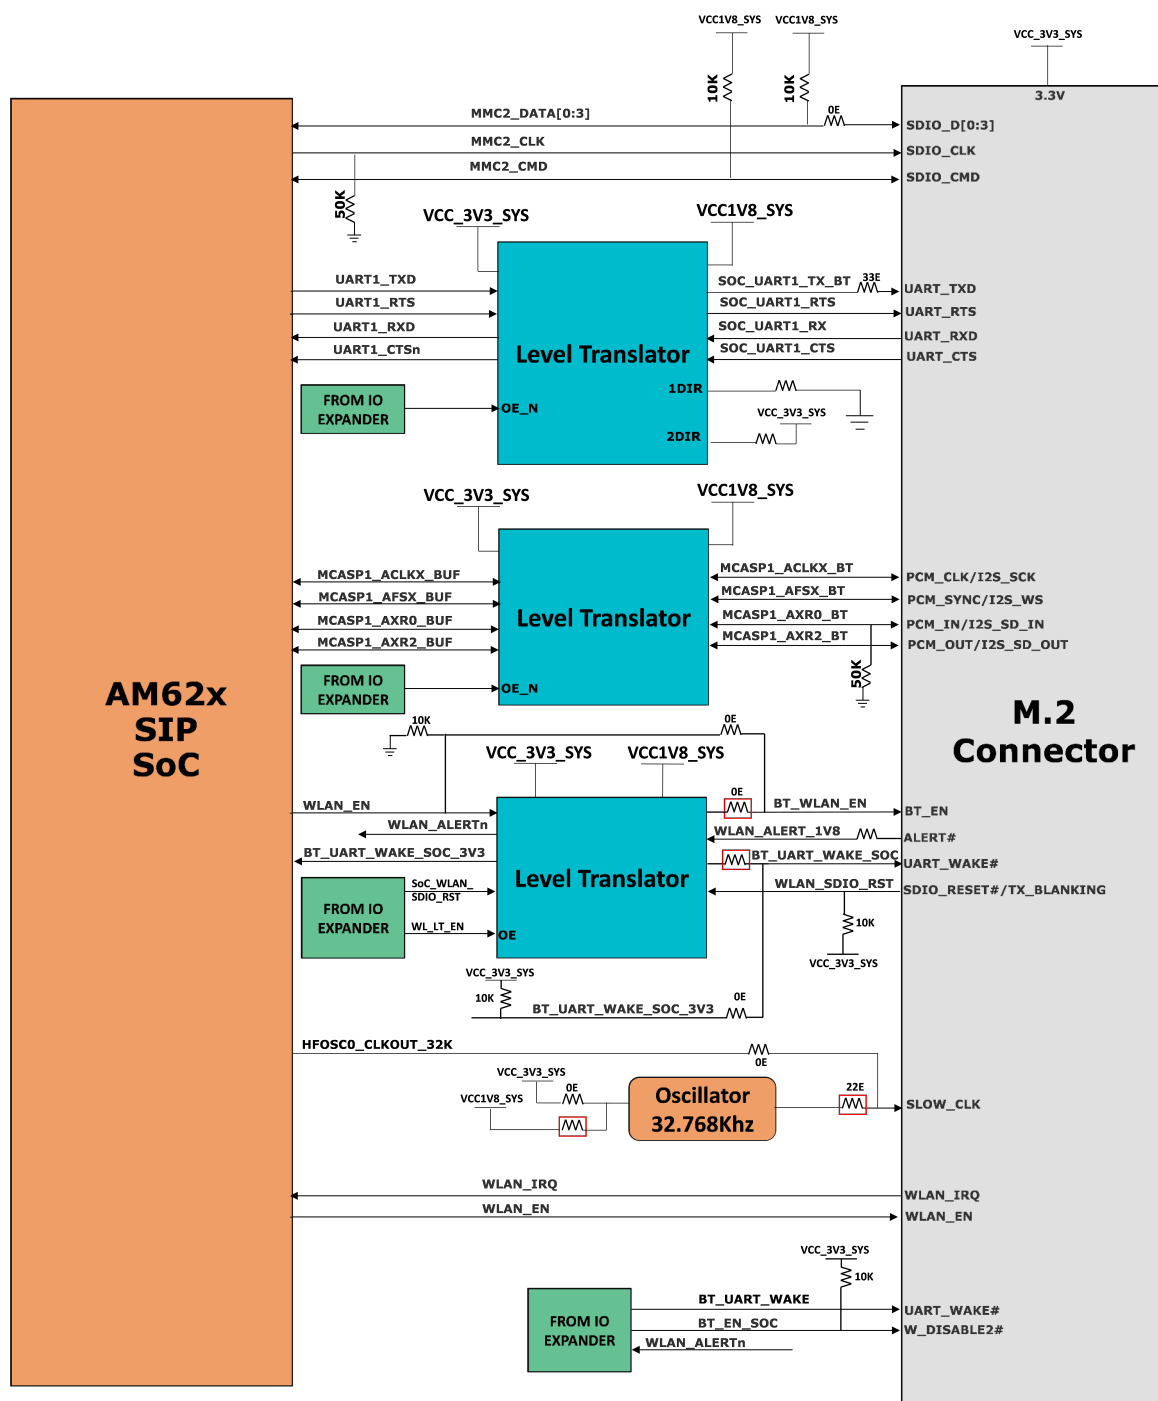 VCC1V8_SYS
VCC1V8_SYS
VCC_3V3_SYS
10K
10K
3.3V
0E
MMC2_DATA[0:3]
SDIO_D[0:3]
MMC2_CLK
SDIO_CLK
MMC2_CMD
SDIO_CMD
50K
VCC_3V3_SYS
VCC1V8_SYS
UART1_TXD
SOC_UART1_TX_BT
33E
UART_TXD
UART1_RTS
SOC_UART1_RTS
UART_RTS
UART1_RXD
SOC_UART1_RX
UART_RXD
UART1_CTSn
SOC_UART1_CTS
UART_CTS
Level Translator
1DIR
FROM IO
EXPANDER
OE_N
VCC_3V3_SYS
2DIR
VCC_3V3_SYS
VCC1V8_SYS
MCASP1_ACLKX_BUF
MCASP1_ACLKX_BT
PCM_CLK/I2S_SCK
MCASP1_AFSX_BUF
MCASP1_AFSX_BT
PCM_SYNC/I2S_WS
MCASP1_AXR0_BUF
MCASP1_AXR0_BT
PCM_IN/I2S_SD_IN
MCASP1_AXR2_BUF
MCASP1_AXR2_BT
PCM_OUT/I2S_SD_OUT
Level Translator
50K
FROM IO
EXPANDER
OE_N
AM62x
SIP
SoC
M.2
Connector
10K
0E
VCC_3V3_SYS
VCC1V8_SYS
0E
WLAN_EN
BT_WLAN_EN
BT_EN
WLAN_ALERTn
WLAN_ALERT_1V8
ALERT#
BT_UART_WAKE_SOC_3V3
BT_UART_WAKE_SOC
UART_WAKE#
Level Translator
SoC_WLAN_
SDIO_RST
WLAN_SDIO_RST
SDIO_RESET#/TX_BLANKING
FROM IO
EXPANDER
WL_LT_EN
OE
10K
VCC_3V3_SYS
VCC_3V3_SYS
10K
0E
BT_UART_WAKE_SOC_3V3
HFOSC0_CLKOUT_32K
0E
VCC_3V3_SYS
0E
VCC1V8_SYS
Oscillator
32.768Khz
22E
SLOW_CLK
WLAN_IRQ
WLAN_IRQ
WLAN_EN
WLAN_EN
VCC_3V3_SYS
10K
FROM IO
EXPANDER
BT_UART_WAKE
UART_WAKE#
BT_EN_SOC
W_DISABLE2#
WLAN_ALERTn